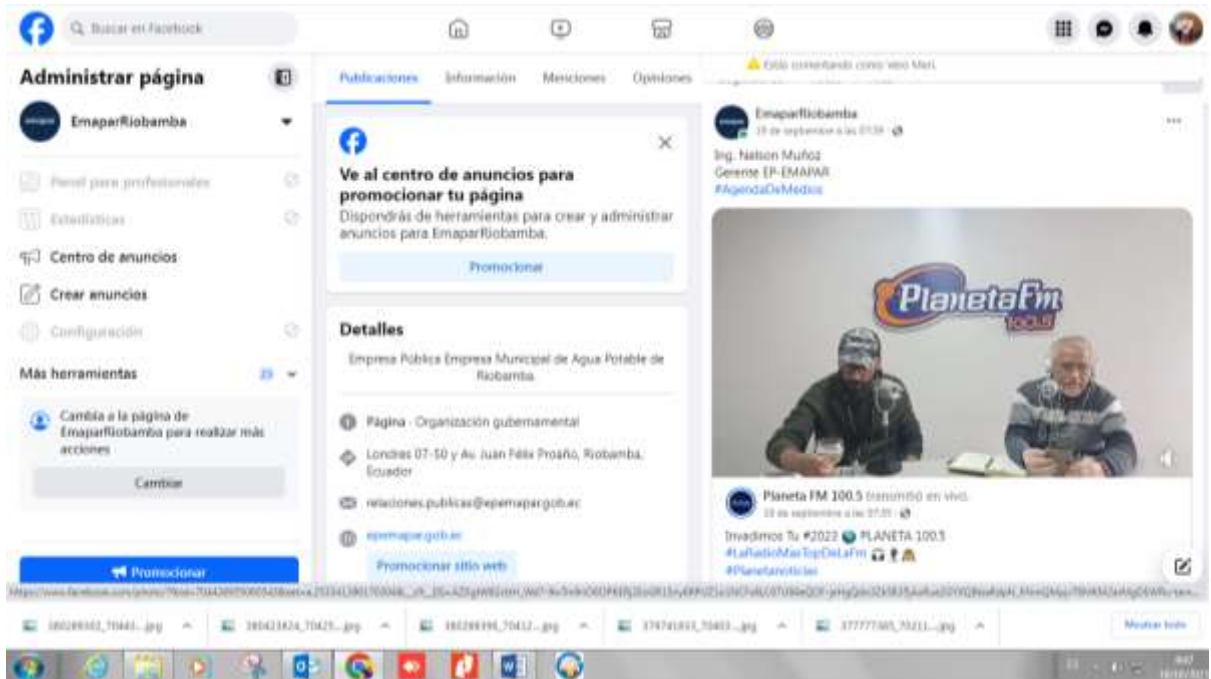 Buscar en Facebook
Administrar página
EmaparRiobamba
Panel para profesionales
Estadísticas
Centro de anuncios
Crear anuncios
Configuración
Más herramientas
Cambia a la página de
EmaparRiobamba para realizar más
acciones
Cambiar
Promocionar
Publicaciones Información Menciones Opiniones
Ve al centro de anuncios para
promocionar tu página
Dispondrás de herramientas para crear y administrar
anuncios para EmaparRiobamba.
Promocionar
Detalles
Empresa Pública Empresa Municipal de Agua Potable de
Riobamba
Página · Organización gubernamental
Londres 07-50 y Av. Juan Félix Proaño, Riobamba,
Ecuador
relaciones.publicas@epemapar.gob.ec
epemapar.gob.ec
Promocionar sitio web
Estás comentando como Vero Meri.
EmaparRiobamba
Ing. Nelson Muñoz
Gerente EP-EMAPAR
#AgendaDeMedios
PlanetaFm
100.5
Planeta FM 100.5 transmitió en vivo.
Invadimos Tu #2022 PLANETA 100.5
#LaRadioMasTopDeLaFm
#Planetanoticias
Mostrar todo